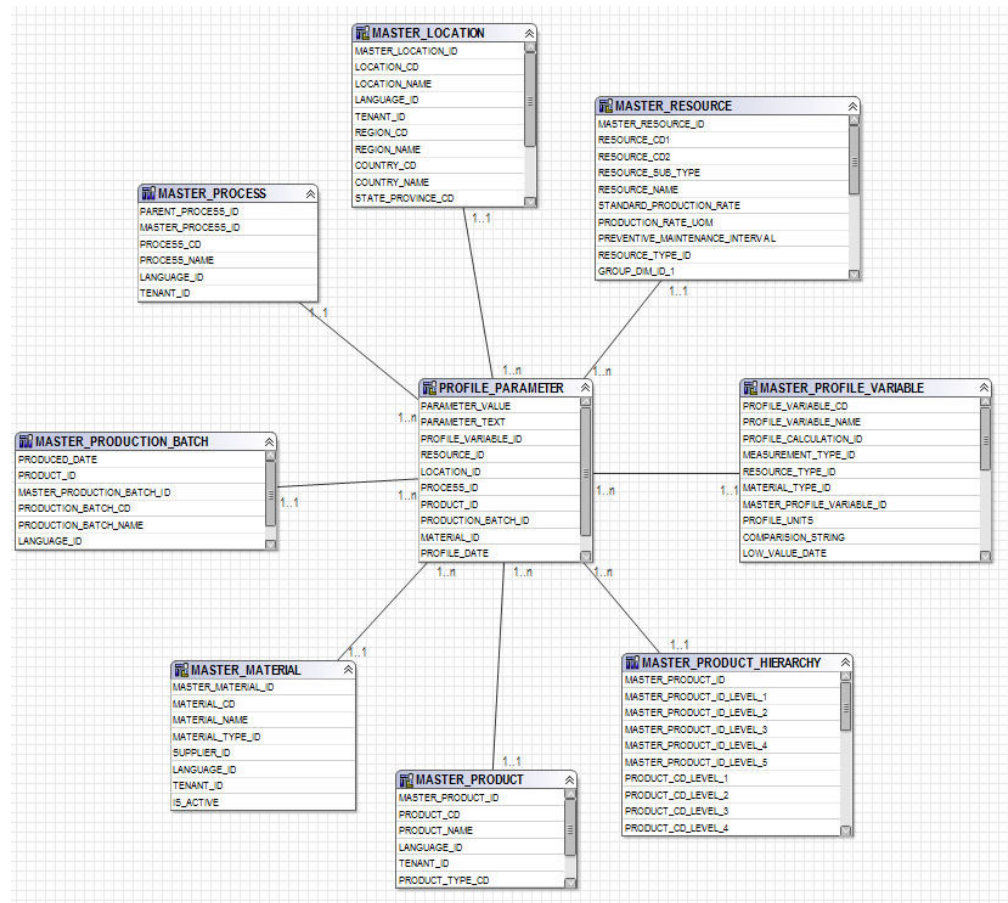 MASTER_LOCATION
MASTER_LOCATION_ID
LOCATION_CD
LOCATION_NAME
LANGUAGE_ID
TENANT_ID
REGION_CD
REGION_NAME
COUNTRY_CD
COUNTRY_NAME
STATE_PROVINCE_CD
1..1
MASTER_RESOURCE
MASTER_RESOURCE_ID
RESOURCE_CD1
RESOURCE_CD2
RESOURCE_SUB_TYPE
RESOURCE_NAME
STANDARD_PRODUCTION_RATE
PRODUCTION_RATE_UOM
PREVENTIVE_MAINTENANCE_INTERVAL
RESOURCE_TYPE_ID
GROUP_DIM_ID_1
1..1
MASTER_PROCESS
PARENT_PROCESS_ID
MASTER_PROCESS_ID
PROCESS_CD
PROCESS_NAME
LANGUAGE_ID
TENANT_ID
1..1
1..n
1..n
PROFILE_PARAMETER
PARAMETER_VALUE
PARAMETER_TEXT
PROFILE_VARIABLE_ID
RESOURCE_ID
LOCATION_ID
PROCESS_ID
PRODUCT_ID
PRODUCTION_BATCH_ID
MATERIAL_ID
PROFILE_DATE
1..n
1..n
1..n
MASTER_PROFILE_VARIABLE
PROFILE_VARIABLE_CD
PROFILE_VARIABLE_NAME
PROFILE_CALCULATION_ID
MEASUREMENT_TYPE_ID
RESOURCE_TYPE_ID
MATERIAL_TYPE_ID
MASTER_PROFILE_VARIABLE_ID
PROFILE_UNITS
COMPARISION_STRING
LOW_VALUE_DATE
1..1
MASTER_PRODUCTION_BATCH
PRODUCED_DATE
PRODUCT_ID
MASTER_PRODUCTION_BATCH_ID
PRODUCTION_BATCH_CD
PRODUCTION_BATCH_NAME
LANGUAGE_ID
1..1
1..n
1..n
1..n
MASTER_MATERIAL
MASTER_MATERIAL_ID
MATERIAL_CD
MATERIAL_NAME
MATERIAL_TYPE_ID
SUPPLIER_ID
LANGUAGE_ID
TENANT_ID
IS_ACTIVE
1..1
MASTER_PRODUCT
MASTER_PRODUCT_ID
PRODUCT_CD
PRODUCT_NAME
LANGUAGE_ID
TENANT_ID
PRODUCT_TYPE_CD
1..1
MASTER_PRODUCT_HIERARCHY
MASTER_PRODUCT_ID
MASTER_PRODUCT_ID_LEVEL_1
MASTER_PRODUCT_ID_LEVEL_2
MASTER_PRODUCT_ID_LEVEL_3
MASTER_PRODUCT_ID_LEVEL_4
MASTER_PRODUCT_ID_LEVEL_5
PRODUCT_CD_LEVEL_1
PRODUCT_CD_LEVEL_2
PRODUCT_CD_LEVEL_3
PRODUCT_CD_LEVEL_4
1..1